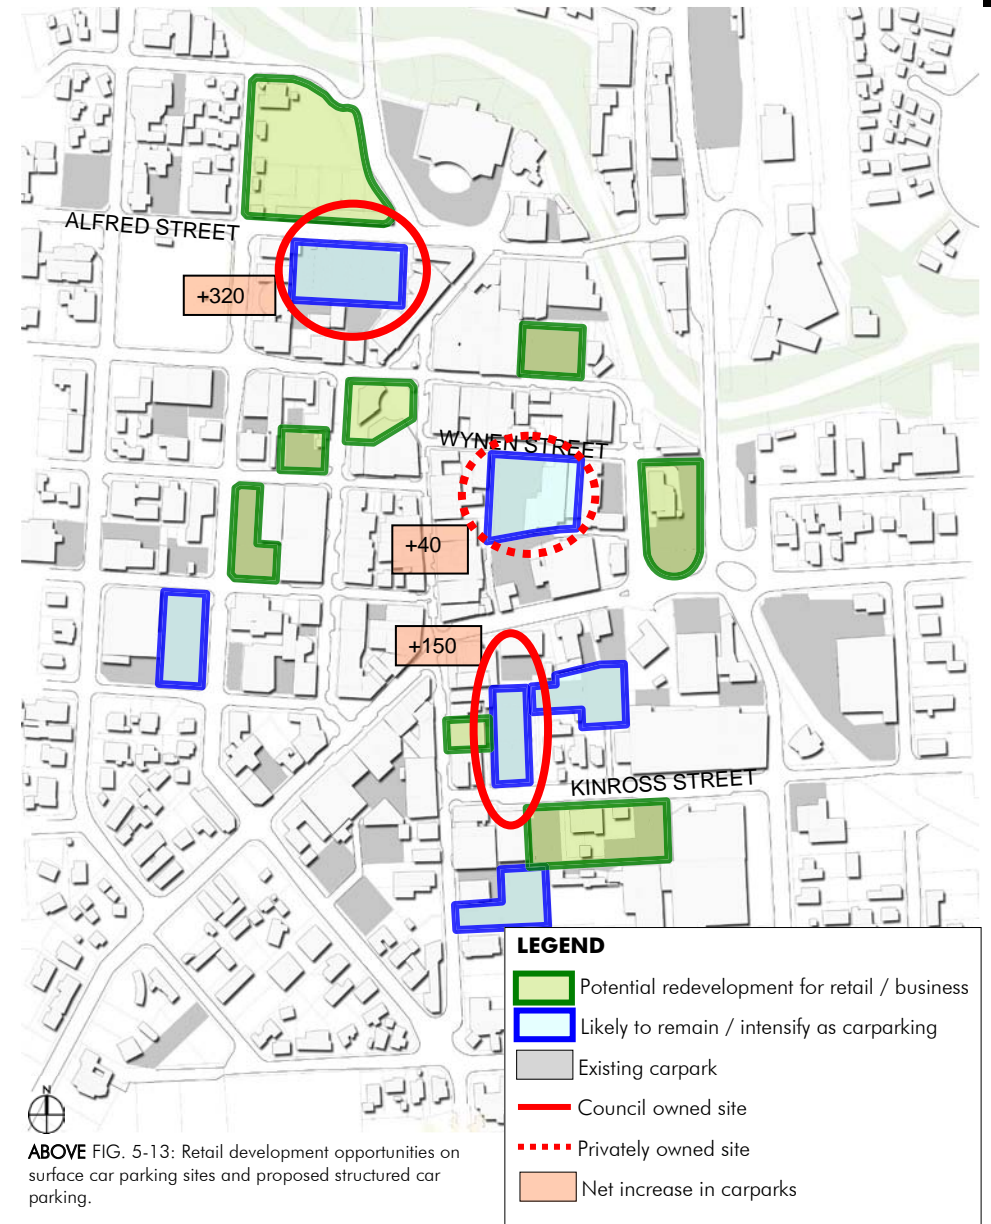 ALFRED STREET
+320
WYNEN STREET
+40
+150
KINROSS STREET
LEGEND
Potential redevelopment for retail / business
Likely to remain / intensify as carparking
Existing carpark
Council owned site
Privately owned site
Net increase in carparks
N
ABOVE FIG. 5-13: Retail development opportunities on
surface car parking sites and proposed structured car
parking.